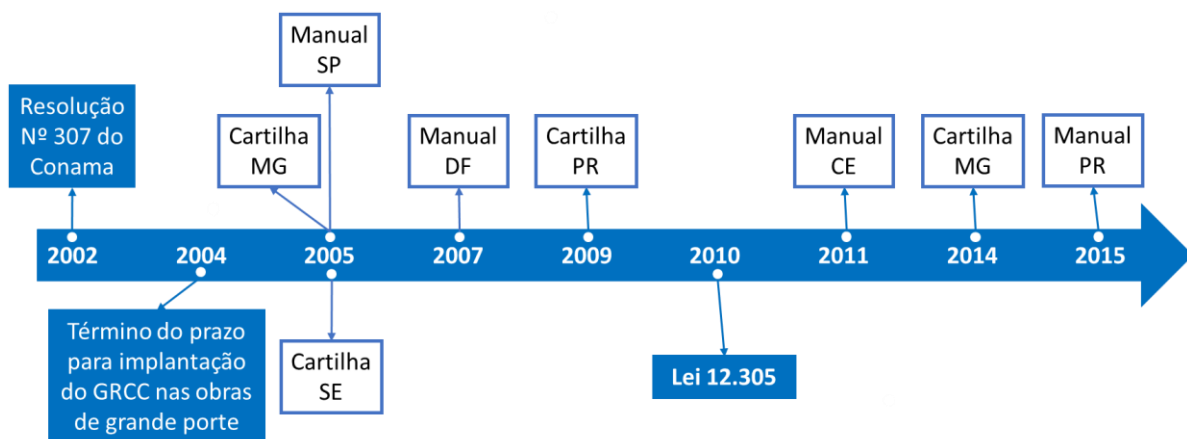 Manual
SP
Resolução
Nº 307 do
Conama
Cartilha
MG
Manual
DF
Cartilha
PR
Manual
CE
Cartilha
MG
Manual
PR
2002 2004 2005 2007 2009 2010 2011 2014 2015
Término do prazo
para implantação
do GRCC nas obras
de grande porte
Cartilha
SE
Lei 12.305